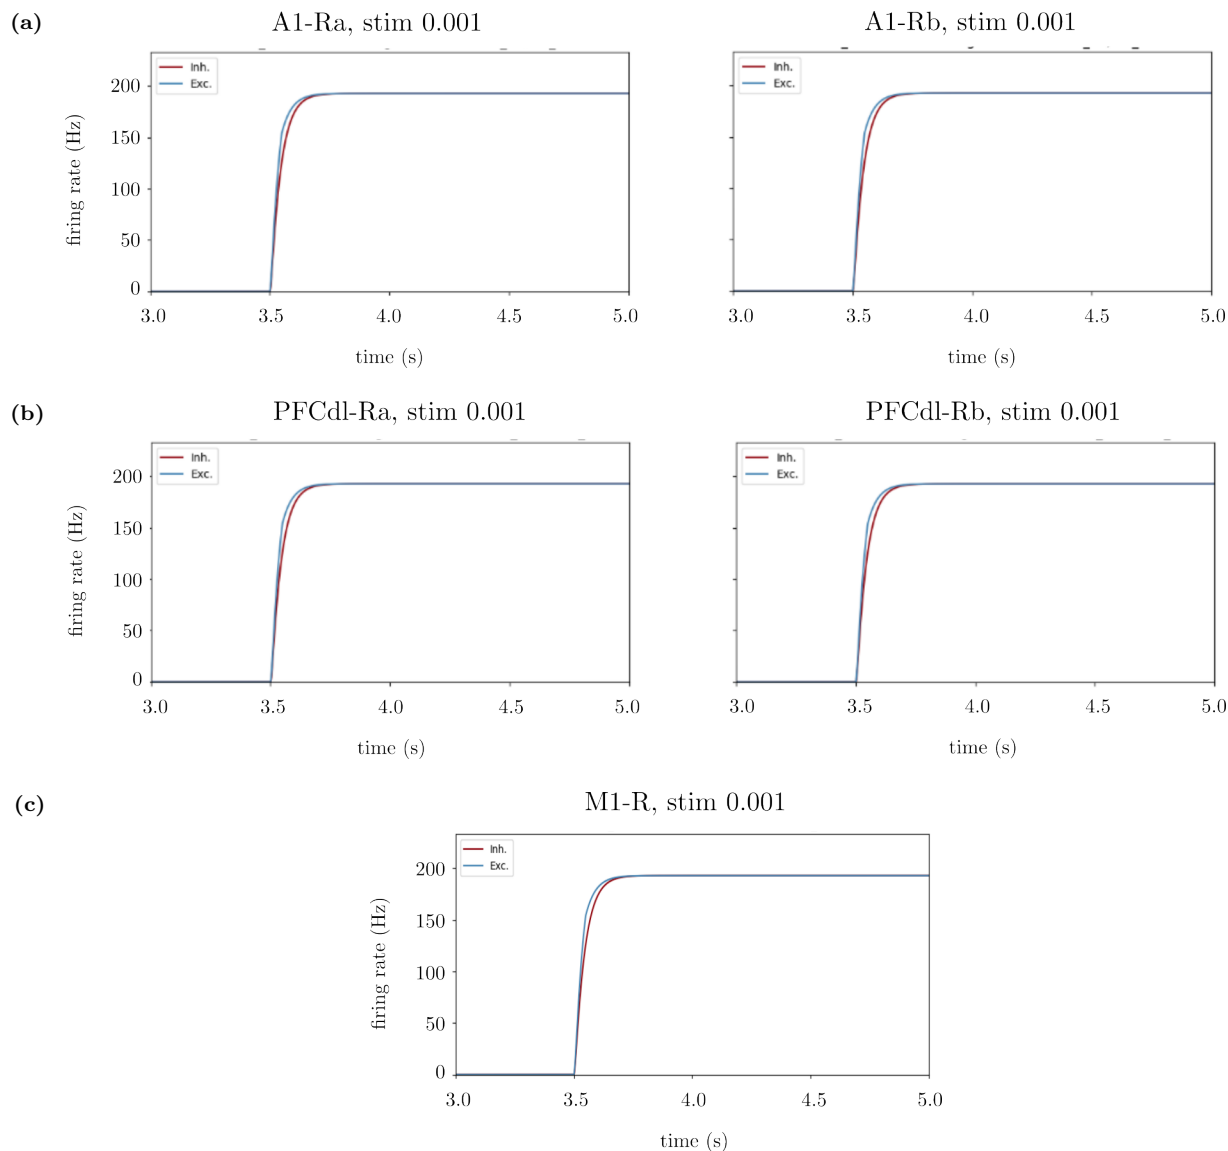 (a)
A1-Ra, stim 0.001
A1-Rb, stim 0.001
Inh.
Exc.
Inh.
Exc.
firing rate (Hz)
200
150
100
50
0
3.0 3.5 4.0 4.5 5.0
3.0 3.5 4.0 4.5 5.0
time (s)
time (s)
(b)
PFCdl-Ra, stim 0.001
PFCdl-Rb, stim 0.001
Inh.
Exc.
Inh.
Exc.
firing rate (Hz)
200
150
100
50
0
3.0 3.5 4.0 4.5 5.0
3.0 3.5 4.0 4.5 5.0
time (s)
time (s)
(c)
M1-R, stim 0.001
Inh.
Exc.
firing rate (Hz)
200
150
100
50
0
3.0 3.5 4.0 4.5 5.0
time (s)